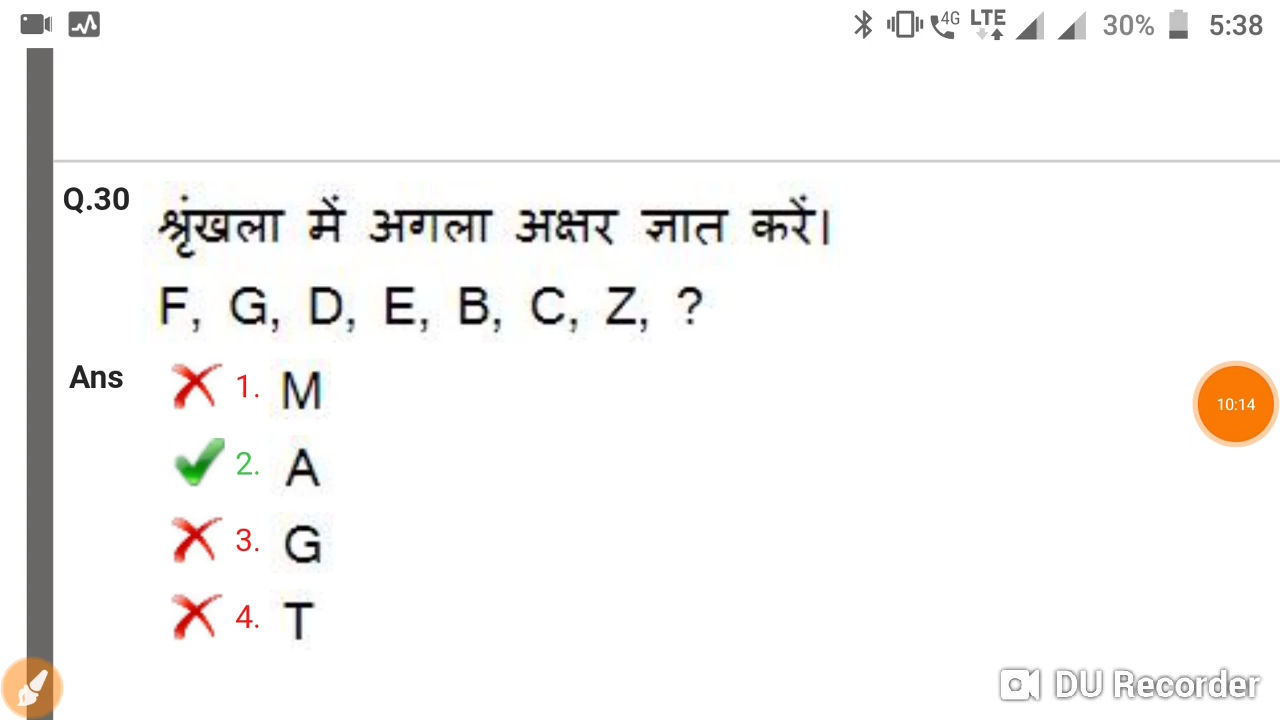 4G LTE 30% 5:38
Q.30 श्रृंखला में अगला अक्षर ज्ञात करें।
F, G, D, E, B, C, Z, ?
Ans 1. M
10:14
2. A
3. G
4. T
DU Recorder